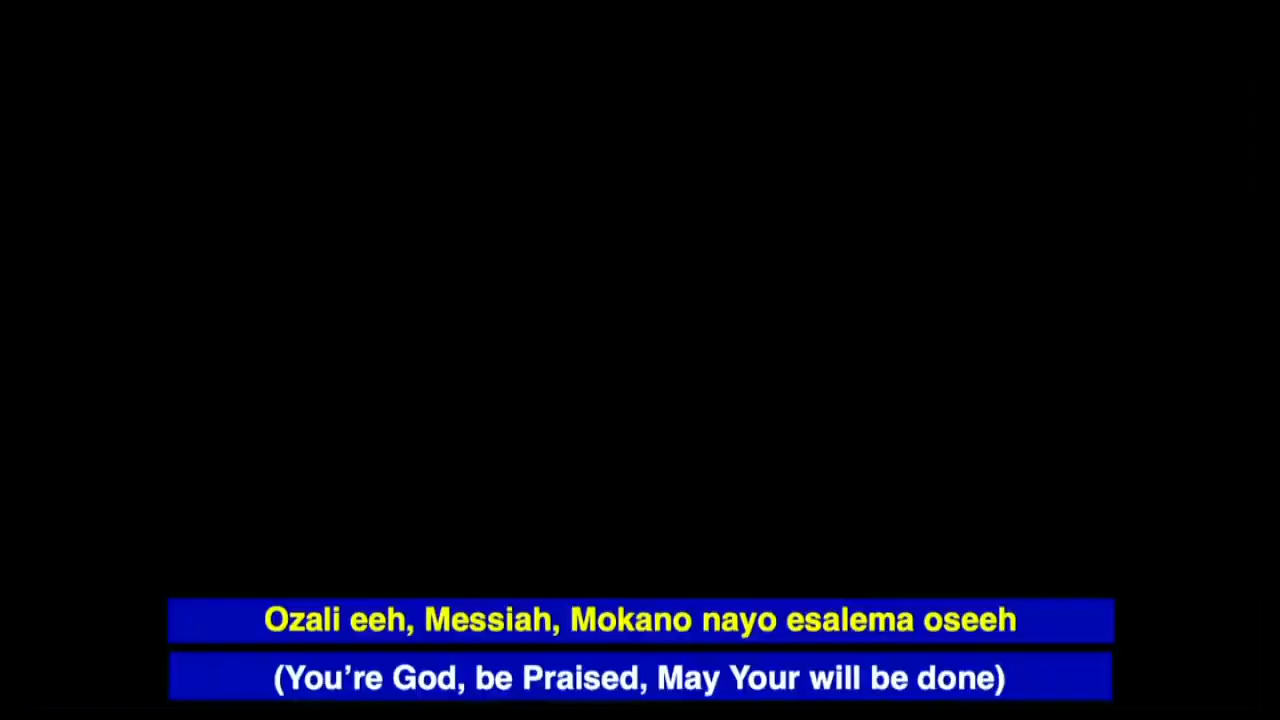 Ozali eeh, Messiah, Mokano nayo esalema oseeh
(You’re God, be Praised, May Your will be done)